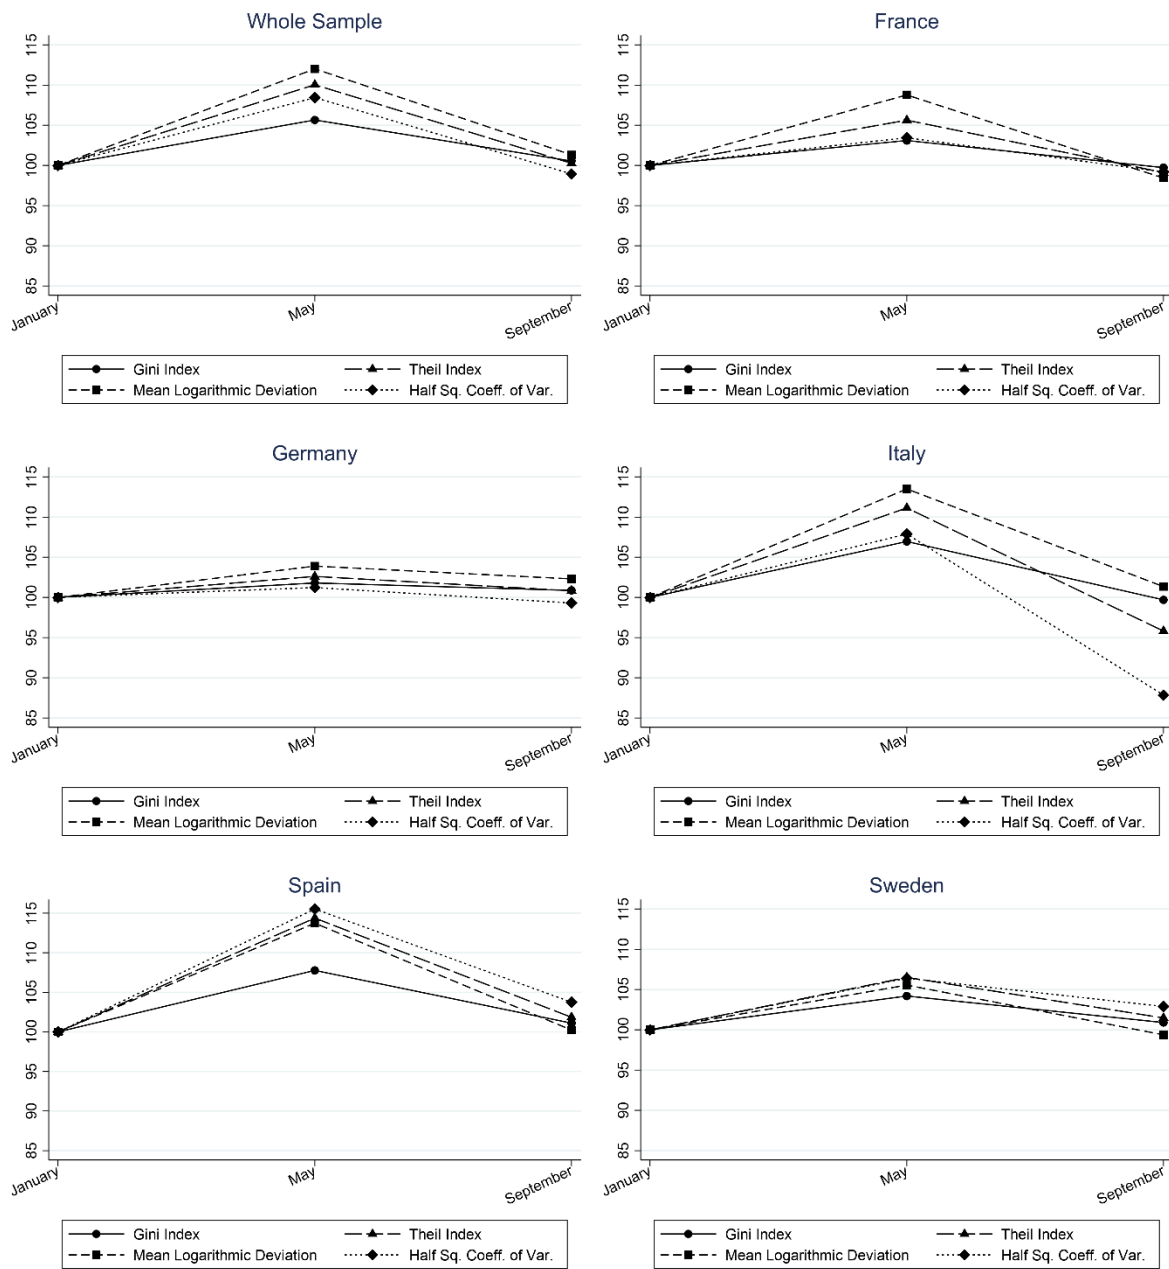 Whole Sample
115
110
105
100
95
90
85
January
May
September
Gini Index
Theil Index
Mean Logarithmic Deviation
Half Sq. Coeff. of Var.
France
115
110
105
100
95
90
85
January
May
September
Gini Index
Theil Index
Mean Logarithmic Deviation
Half Sq. Coeff. of Var.
Germany
115
110
105
100
95
90
85
January
May
September
Gini Index
Theil Index
Mean Logarithmic Deviation
Half Sq. Coeff. of Var.
Italy
115
110
105
100
95
90
85
January
May
September
Gini Index
Theil Index
Mean Logarithmic Deviation
Half Sq. Coeff. of Var.
Spain
115
110
105
100
95
90
85
January
May
September
Gini Index
Theil Index
Mean Logarithmic Deviation
Half Sq. Coeff. of Var.
Sweden
115
110
105
100
95
90
85
January
May
September
Gini Index
Theil Index
Mean Logarithmic Deviation
Half Sq. Coeff. of Var.